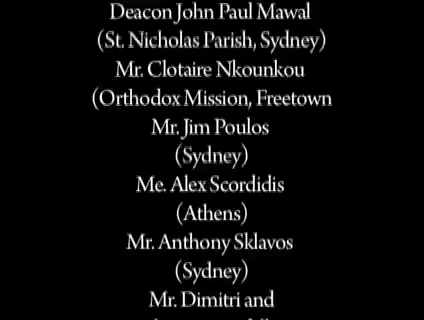 Deacon John Paul Mawal
(St. Nicholas Parish, Sydney)
Mr. Clotaire Nkounkou
(Orthodox Mission, Freetown
Mr. Jim Poulos
(Sydney)
Me. Alex Scordidis
(Athens)
Mr. Anthony Sklavos
(Sydney)
Mr. Dimitri and